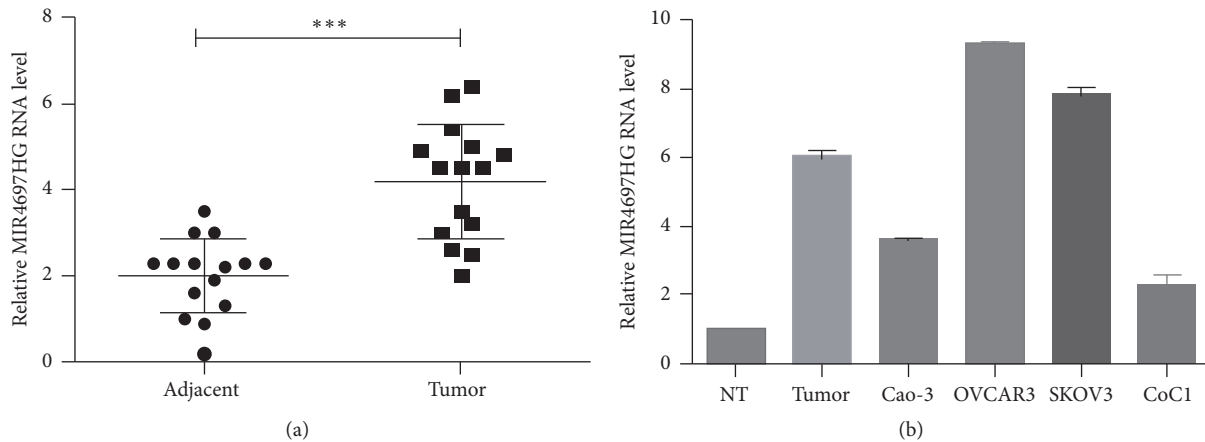 Relative MIR4697HG RNA level
8
6
4
2
0
***
Adjacent
Tumor
(a)
Relative MIR4697HG RNA level
10
8
6
4
2
0
NT
Tumor
Cao-3
OVCAR3
SKOV3
CoC1
(b)